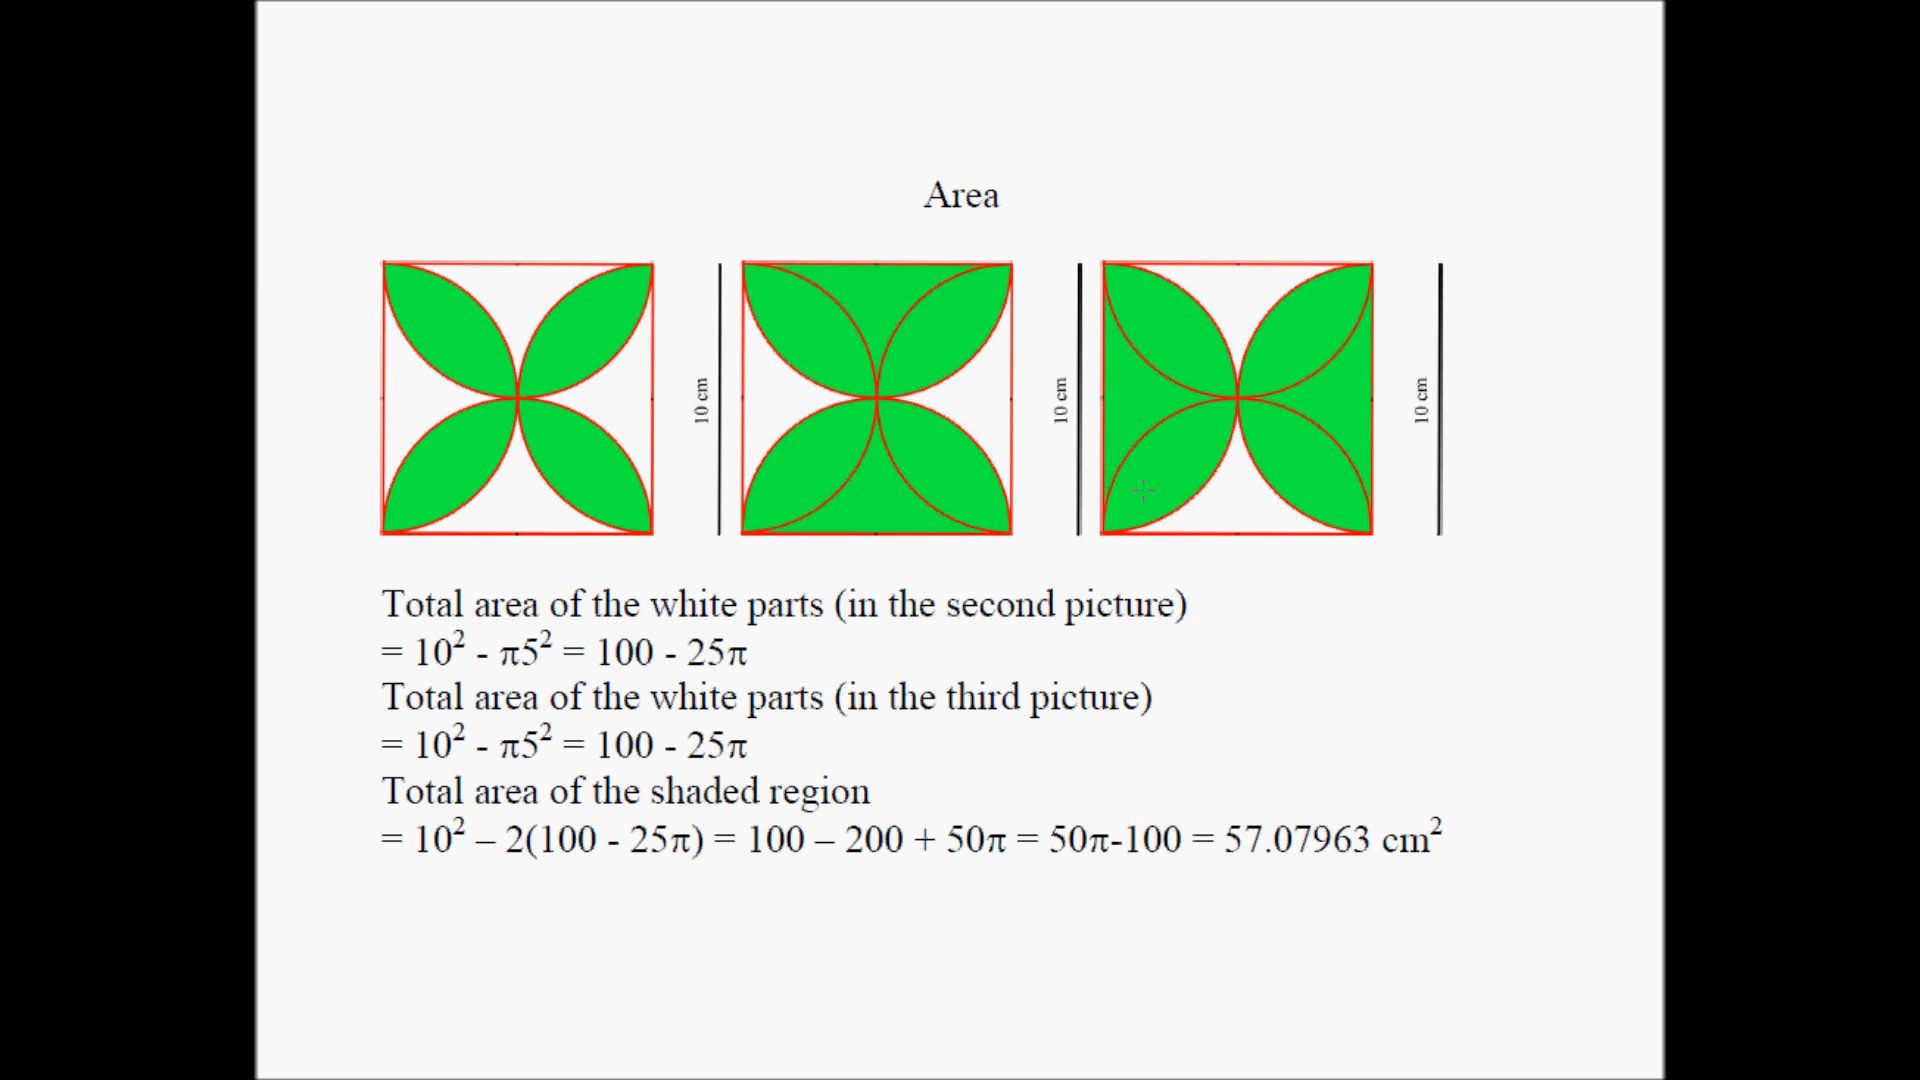 Area
10 cm
10 cm
10 cm
Total area of the white parts (in the second picture)
= 10² - π5² = 100 - 25π
Total area of the white parts (in the third picture)
= 10² - π5² = 100 - 25π
Total area of the shaded region
= 10² – 2(100 - 25π) = 100 – 200 + 50π = 50π-100 = 57.07963 cm²